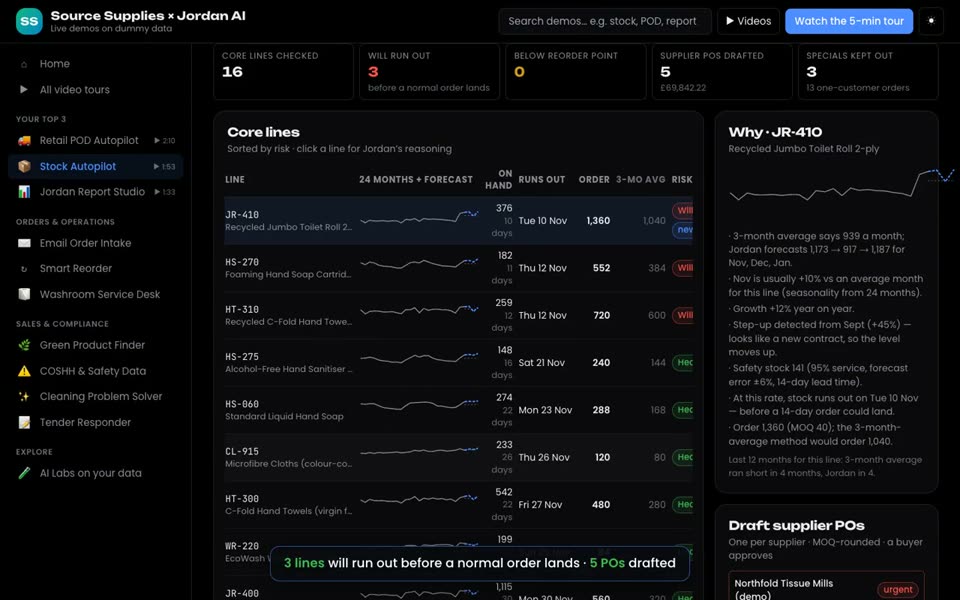 SS
Source Supplies × Jordan AI
Live demos on dummy data
Search demos... e.g. stock, POD, report
▶ Videos
Watch the 5-min tour
Home
All video tours
YOUR TOP 3
Retail POD Autopilot
▶ 2:10
Stock Autopilot
▶ 1:53
Jordan Report Studio
▶ 1:33
ORDERS & OPERATIONS
Email Order Intake
Smart Reorder
Washroom Service Desk
SALES & COMPLIANCE
Green Product Finder
COSHH & Safety Data
Cleaning Problem Solver
Tender Responder
EXPLORE
AI Labs on your data
CORE LINES CHECKED
16
WILL RUN OUT
3
before a normal order lands
BELOW REORDER POINT
0
SUPPLIER POS DRAFTED
5
£69,842.22
SPECIALS KEPT OUT
3
13 one-customer orders
Core lines
Sorted by risk · click a line for Jordan's reasoning
LINE 24 MONTHS + FORECAST ON HAND RUNS OUT ORDER 3-MO AVG RISK
JR-410
Recycled Jumbo Toilet Roll 2...
376
10
days
Tue 10 Nov 1,360 1,040
Will
new
HS-270
Foaming Hand Soap Cartrid...
182
11
days
Thu 12 Nov 552 384 Will
HT-310
Recycled C-Fold Hand Towe...
259
12
days
Thu 12 Nov 720 600 Will
HS-275
Alcohol-Free Hand Sanitiser ...
148
16
days
Sat 21 Nov 240 144 Hea
HS-060
Standard Liquid Hand Soap
274
22
days
Mon 23 Nov 288 168 Hea
CL-915
Microfibre Cloths (colour-co...
233
26
days
Thu 26 Nov 120 80 Hea
HT-300
C-Fold Hand Towels (virgin f...
542
22
days
Fri 27 Nov 480 280 Hea
WR-220
EcoWash
199
JR-400
1,115
30
Mon 30 Nov 560 320
3 lines will run out before a normal order lands · 5 POs drafted
Why · JR-410
Recycled Jumbo Toilet Roll 2-ply
· 3-month average says 939 a month;
Jordan forecasts 1,173 → 917 → 1,187 for
Nov, Dec, Jan.
· Nov is usually +10% vs an average month
for this line (seasonality from 24 months).
· Growth +12% year on year.
· Step-up detected from Sept (+45%) —
looks like a new contract, so the level
moves up.
· Safety stock 141 (95% service, forecast
error ±6%, 14-day lead time).
· At this rate, stock runs out on Tue 10 Nov
— before a 14-day order could land.
· Order 1,360 (MOQ 40); the 3-month-
average method would order 1,040.
Last 12 months for this line: 3-month average
ran short in 4 months, Jordan in 4.
Draft supplier POs
One per supplier · MOQ-rounded · a buyer
approves
Northfold Tissue Mills
(demo)
urgent